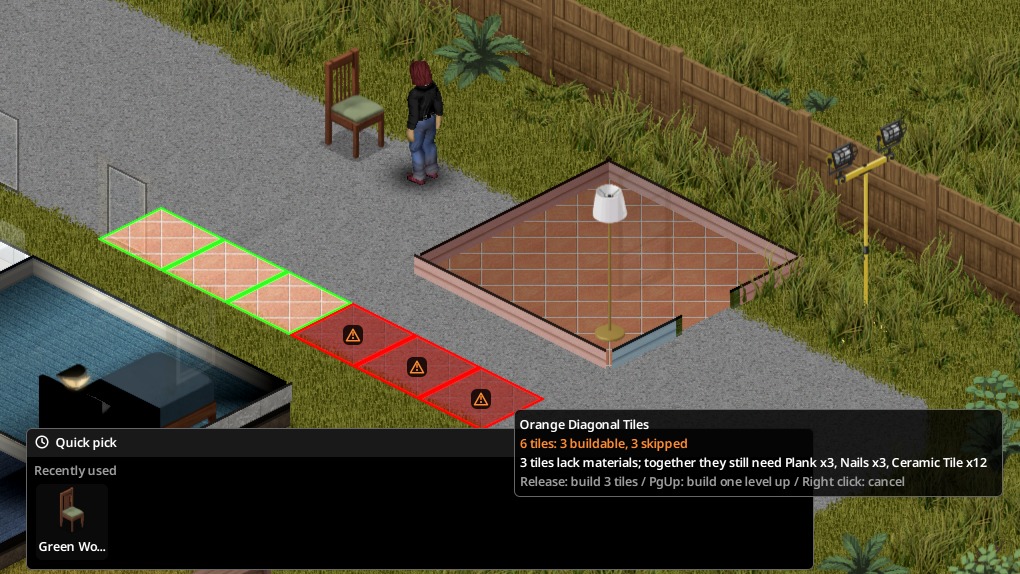 Orange Diagonal Tiles
6 tiles: 3 buildable, 3 skipped
3 tiles lack materials; together they still need Plank x3, Nails x3, Ceramic Tile x12
Release: build 3 tiles / PgUp: build one level up / Right click: cancel
Quick pick
Recently used
Green Wo...